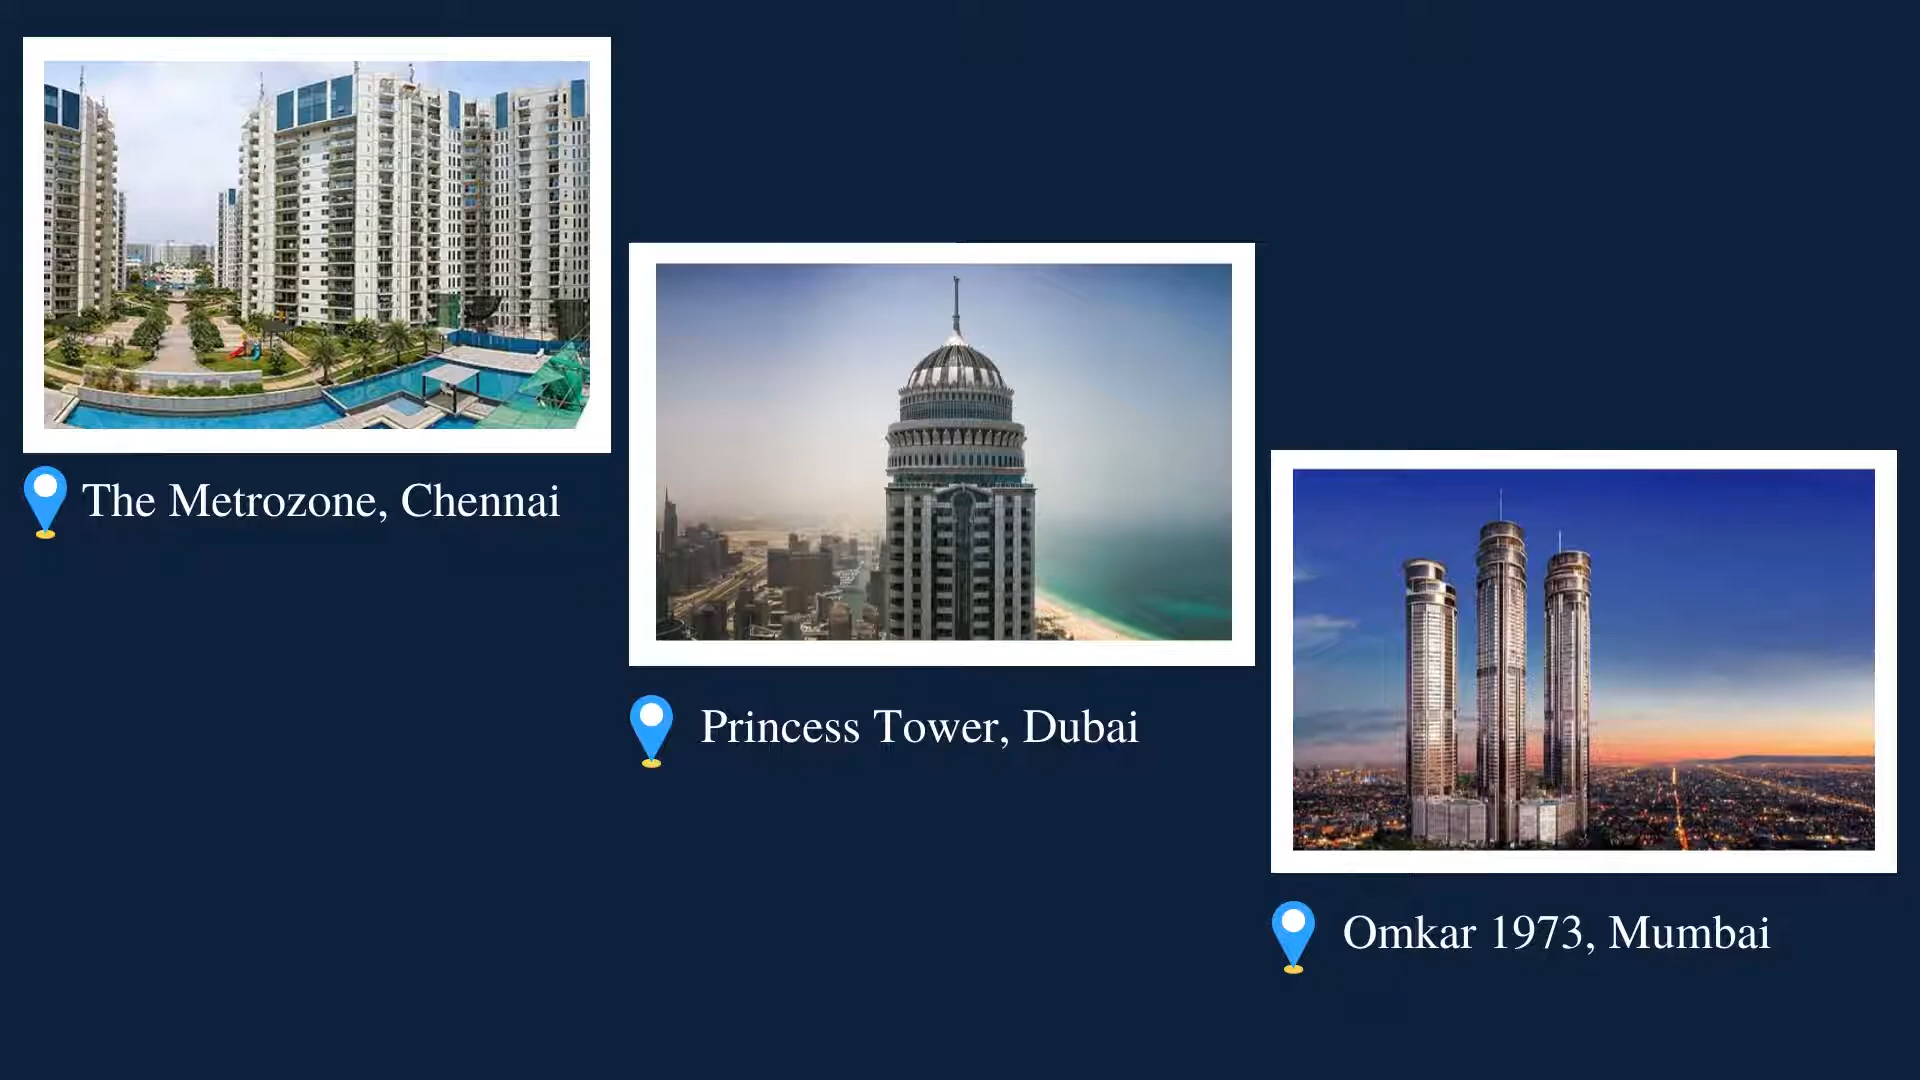 The Metrozone, Chennai
Princess Tower, Dubai
Omkar 1973, Mumbai